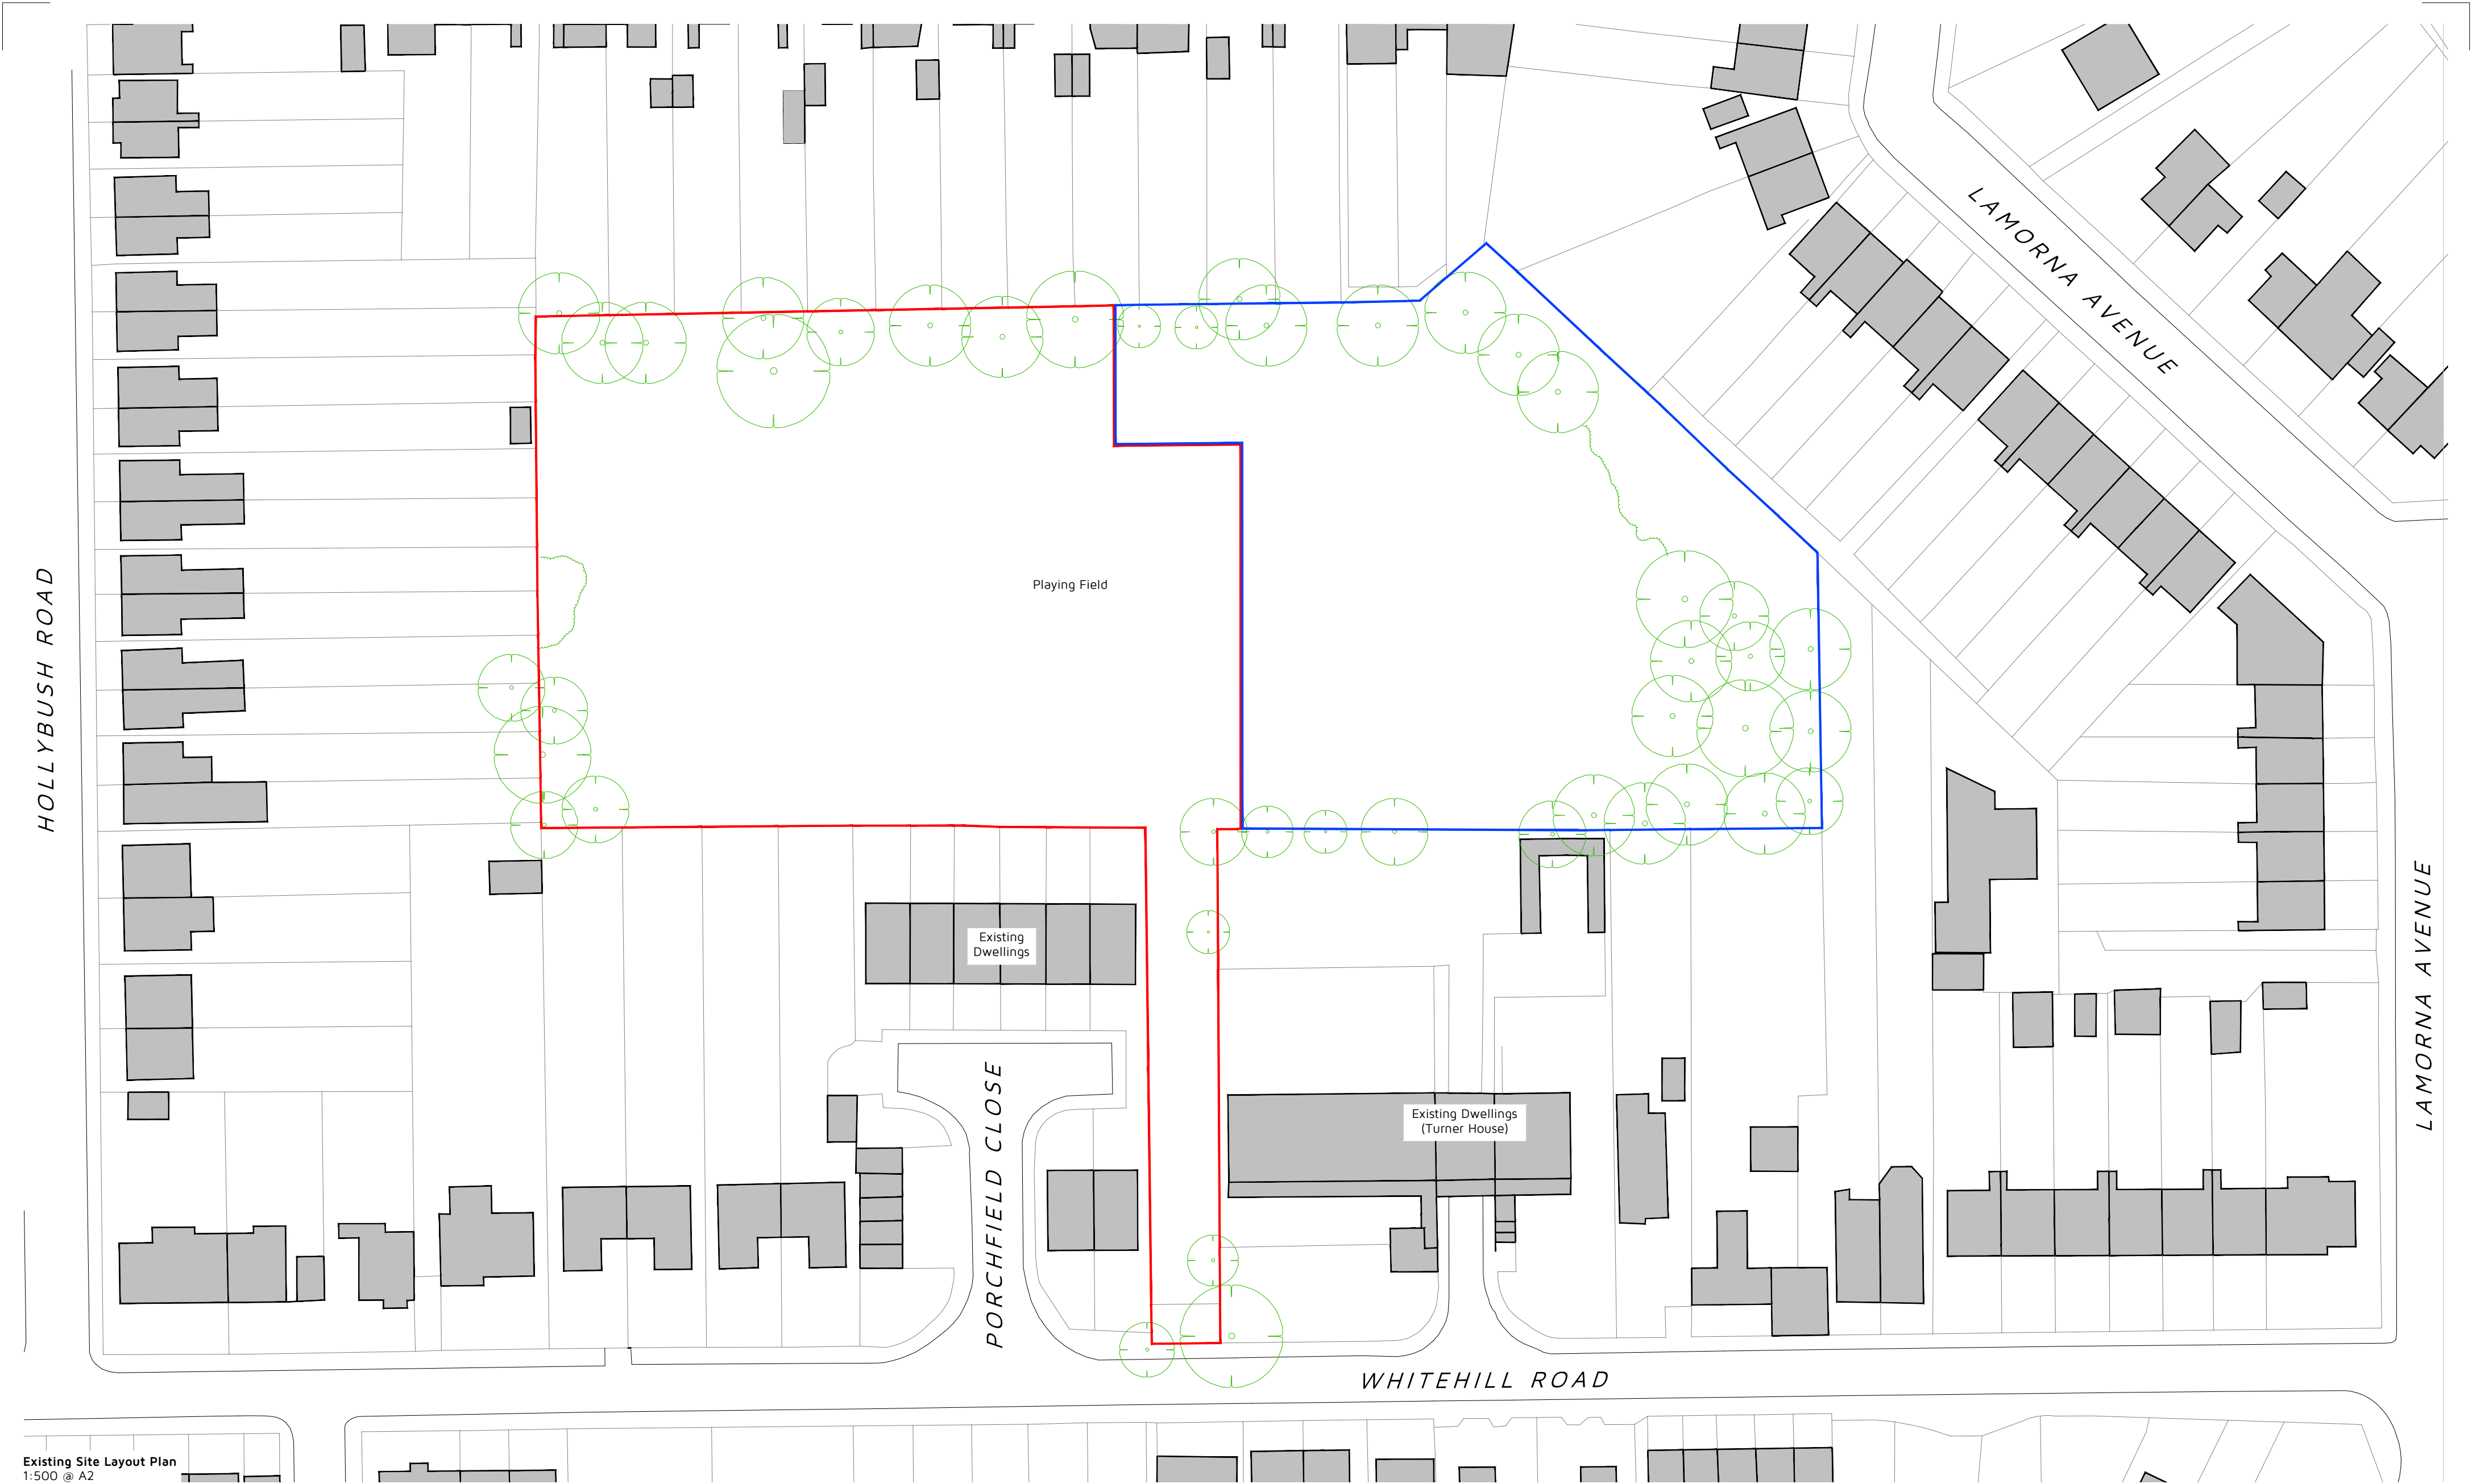 LAMORNA AVENUE
HOLLYBUSH ROAD
Playing Field
Existing
Dwellings
PORCHFIELD CLOSE
Existing Dwellings
(Turner House)
LAMORNA AVENUE
WHITEHILL ROAD
Existing Site Layout Plan
1:500 @ A2